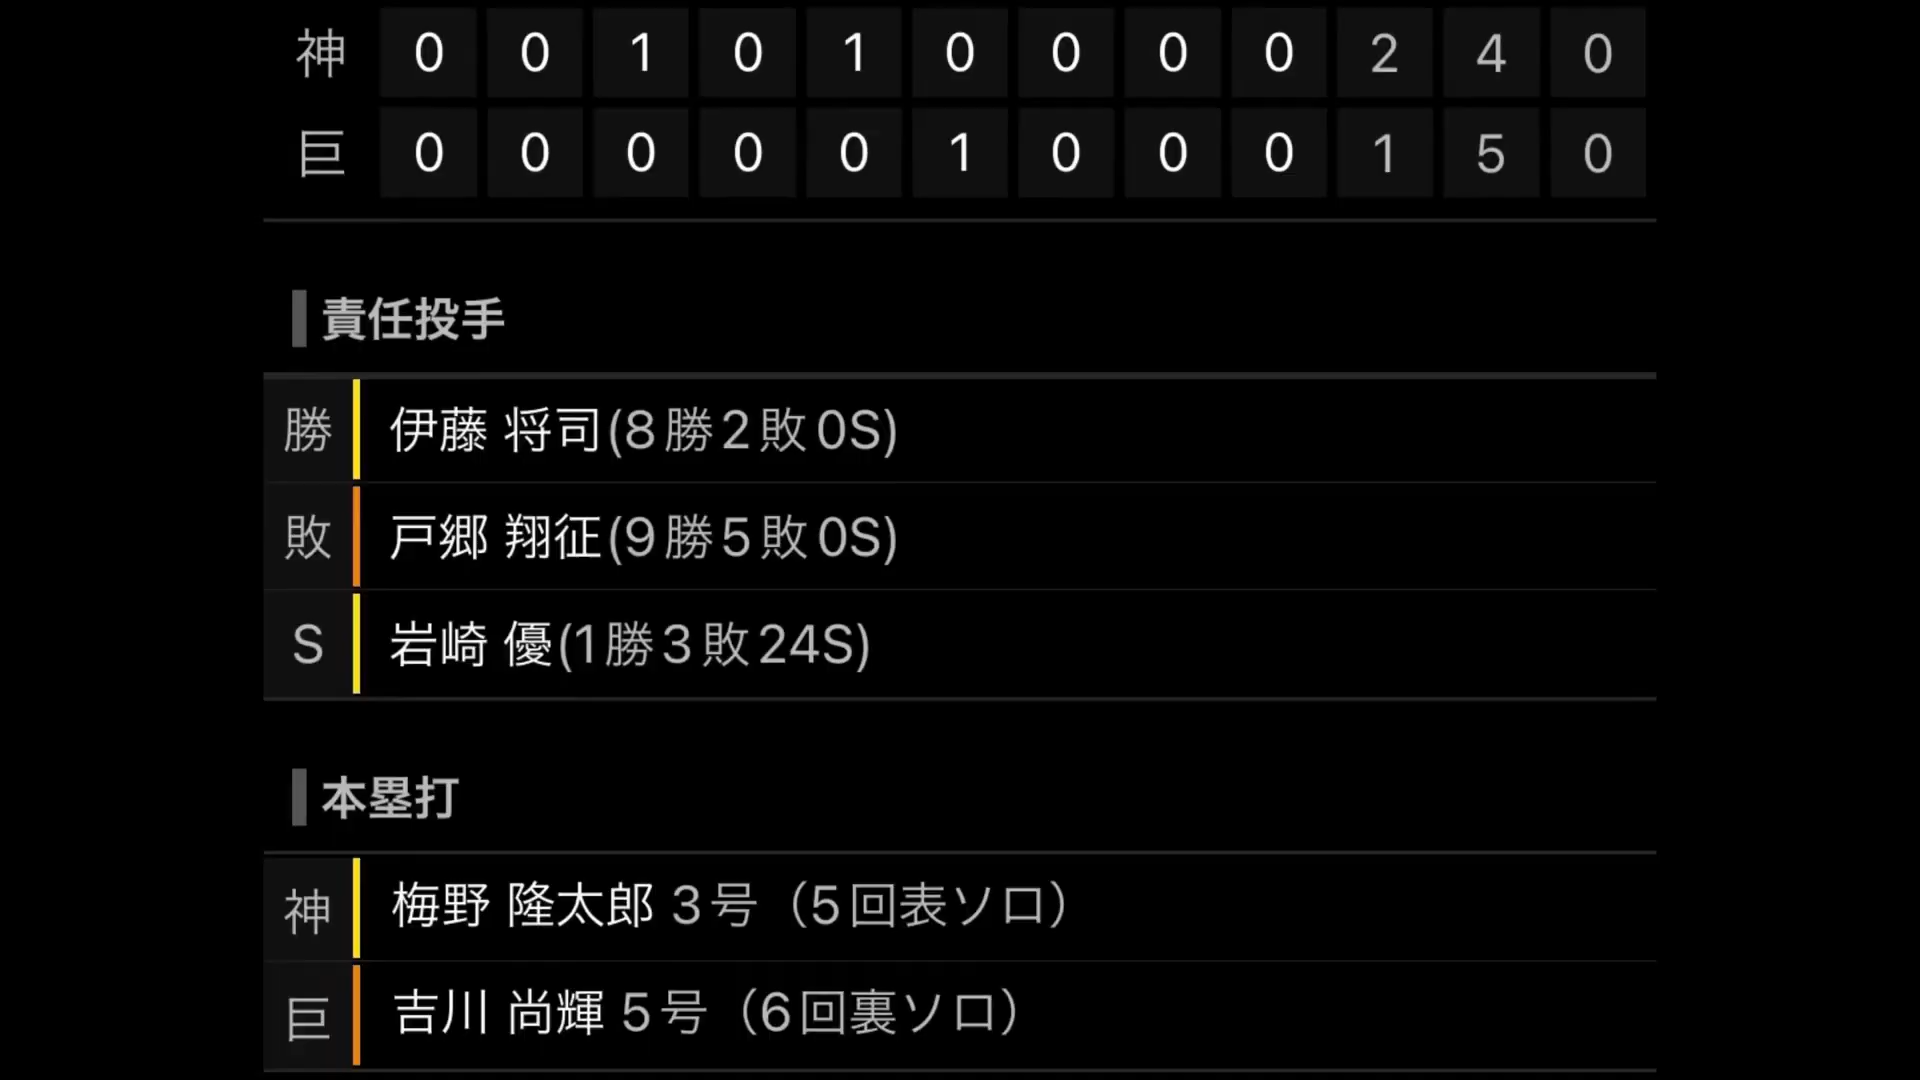 神 0 0 1 0 1 0 0 0 0 2 4 0
巨 0 0 0 0 0 1 0 0 0 1 5 0
責任投手
勝 伊藤 将司(8勝2敗0S)
敗 戸郷 翔征(9勝5敗0S)
S 岩崎 優(1勝3敗24S)
本塁打
神 梅野 隆太郎 3号（5回表ソロ）
巨 吉川 尚輝 5号（6回裏ソロ）